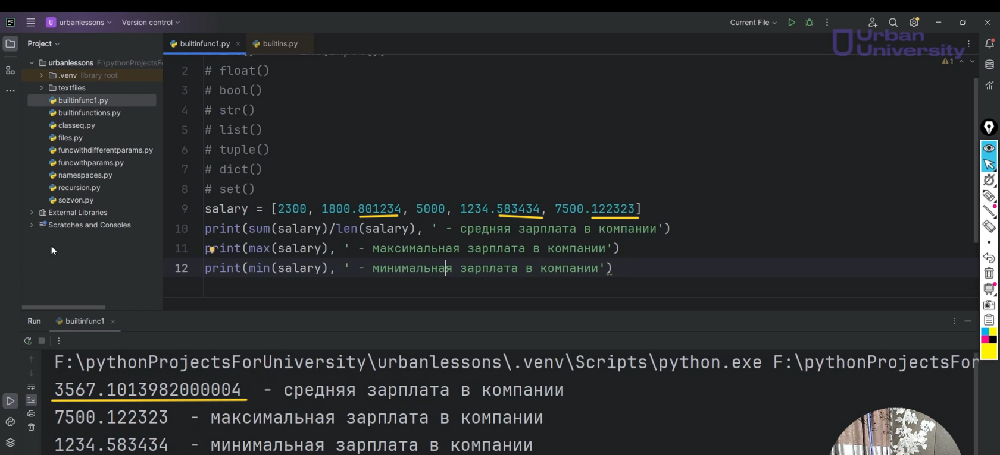 urbanlessons
Version control
Current File
Urban
University
Project
builtinfunc1.py
builtins.py
urbanlessons F:\pythonProjectsF
.venv library root
textfiles
builtinfunc1.py
builtinfunctions.py
classeq.py
files.py
funcwithdifferentparams.py
funcwithparams.py
namespaces.py
recursion.py
sozvon.py
External Libraries
Scratches and Consoles
1
2 # float()
3 # bool()
4 # str()
5 # list()
6 # tuple()
7 # dict()
8 # set()
9 salary = [2300, 1800.801234, 5000, 1234.583434, 7500.122323]
10 print(sum(salary)/len(salary), ' - средняя зарплата в компании')
11 print(max(salary), ' - максимальная зарплата в компании')
12 print(min(salary), ' - минимальная зарплата в компании')
Run
builtinfunc1
F:\pythonProjectsForUniversity\urbanlessons\.venv\Scripts\python.exe F:\pythonProjectsFor
3567.1013982000004 - средняя зарплата в компании
7500.122323 - максимальная зарплата в компании
1234.583434 - минимальная зарплата в компании